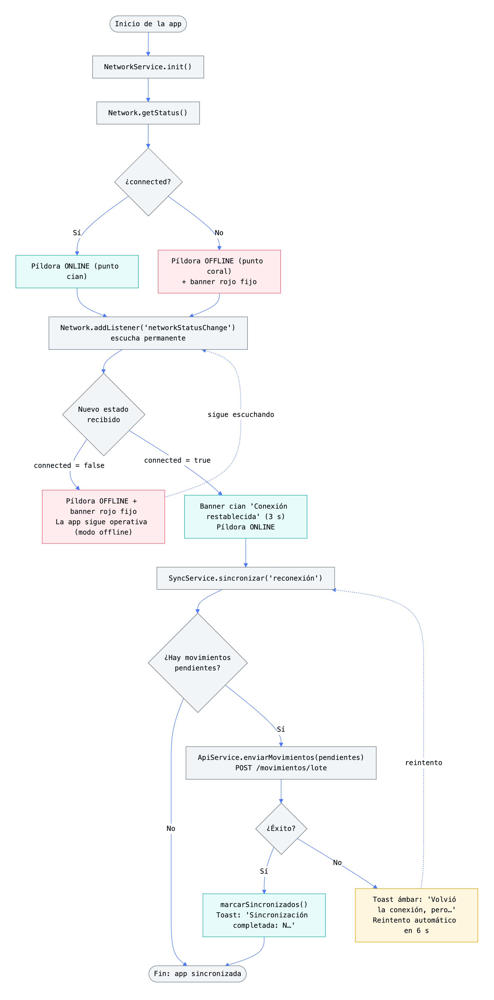 Inicio de la app
NetworkService.init()
Network.getStatus()
¿connected?
Sí
No
Píldora ONLINE (punto
cian)
Píldora OFFLINE (punto
coral)
+ banner rojo fijo
Network.addListener('networkStatusChange')
escucha permanente
Nuevo estado
recibido
sigue escuchando
connected = false
connected = true
Píldora OFFLINE +
banner rojo fijo
La app sigue operativa
(modo offline)
Banner cian 'Conexión
restablecida' (3 s)
Píldora ONLINE
SyncService.sincronizar('reconexión')
¿Hay movimientos
pendientes?
Sí
ApiService.enviarMovimientos(pendientes)
POST /movimientos/lote
reintento
No
¿Éxito?
Sí
No
marcarSincronizados()
Toast: 'Sincronización
completada: N…'
Toast ámbar: 'Volvió
la conexión, pero…'
Reintento automático
en 6 s
Fin: app sincronizada